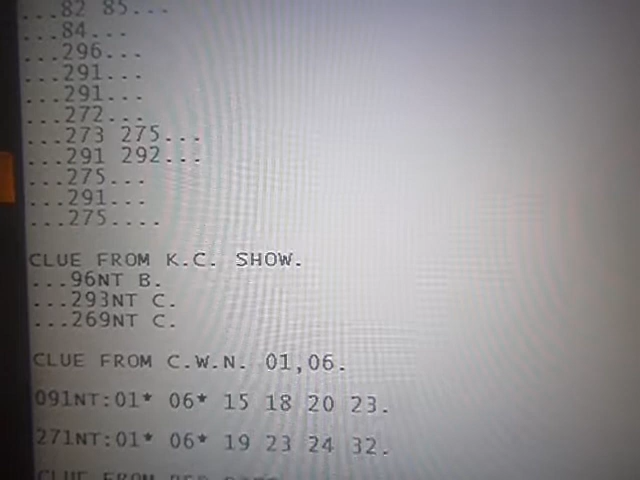 ...82 85...
...84...
...296...
...291...
...291...
...272...
...273 275...
...291 292...
...275...
...291...
...275....
CLUE FROM K.C. SHOW.
...96NT B.
...293NT C.
...269NT C.
CLUE FROM C.W.N. 01,06.
091NT:01* 06* 15 18 20 23.
271NT:01* 06* 19 23 24 32.
CLUE FROM